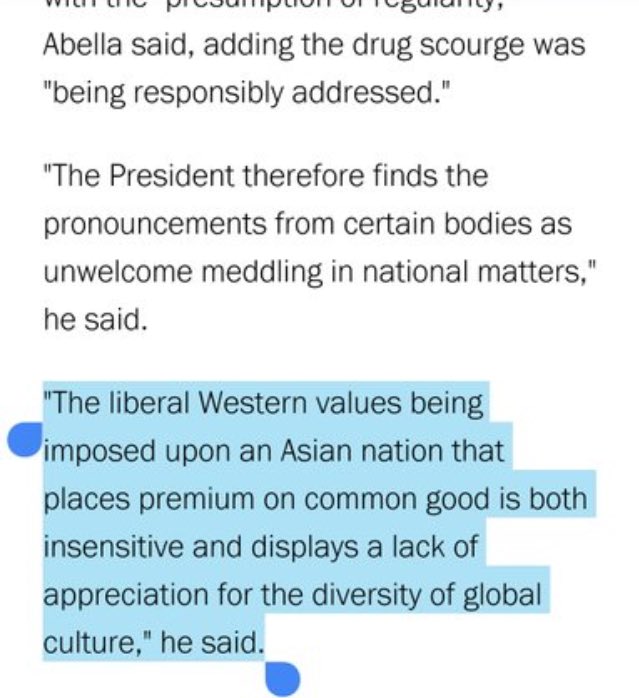 with the "presumption of regularity,"
Abella said, adding the drug scourge was
"being responsibly addressed."
"The President therefore finds the
pronouncements from certain bodies as
unwelcome meddling in national matters,"
he said.
"The liberal Western values being
imposed upon an Asian nation that
places premium on common good is both
insensitive and displays a lack of
appreciation for the diversity of global
culture," he said.